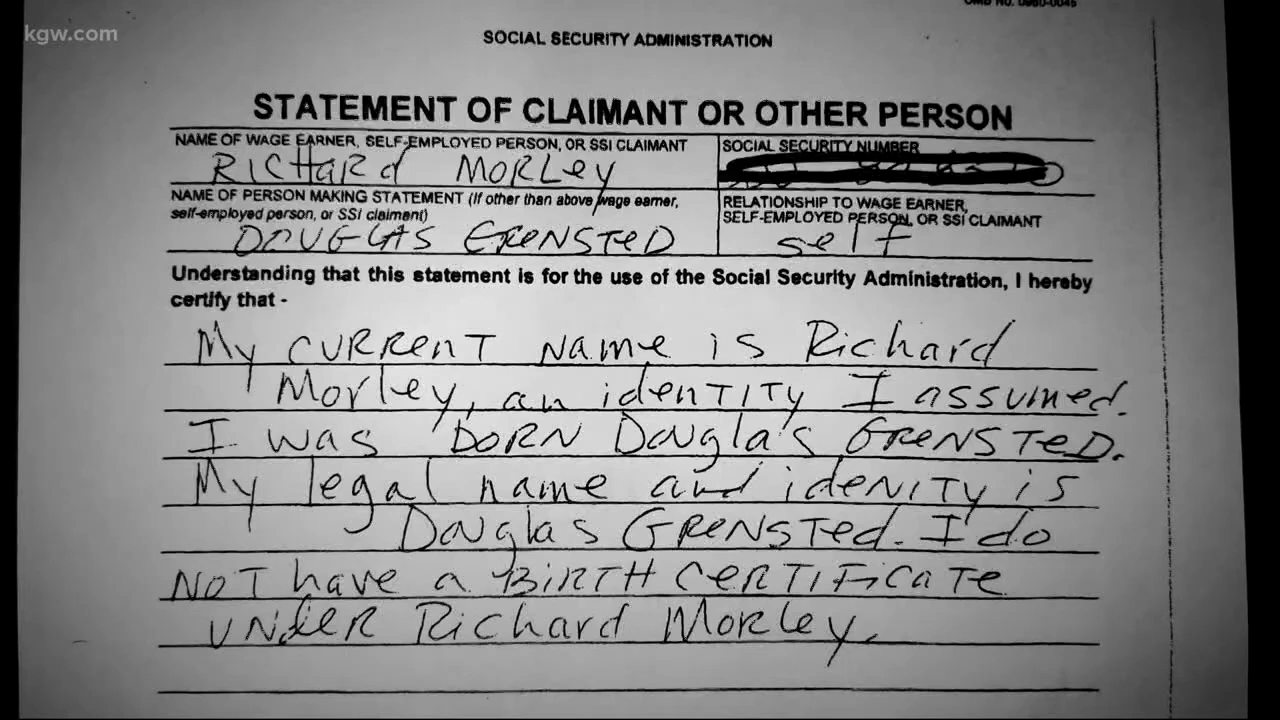 kgw.com
SOCIAL SECURITY ADMINISTRATION
STATEMENT OF CLAIMANT OR OTHER PERSON
NAME OF WAGE EARNER, SELF-EMPLOYED PERSON, OR SSI CLAIMANT
RICHARd MORLey
SOCIAL SECURITY NUMBER
NAME OF PERSON MAKING STATEMENT (If other than above wage earner,
self-employed person, or SSI claimant)
DOUGLAS GRENSTED
RELATIONSHIP TO WAGE EARNER,
SELF-EMPLOYED PERSON, OR SSI CLAIMANT
self
Understanding that this statement is for the use of the Social Security Administration, I hereby
certify that -
My CURRENT Name is Richard
Morley, an identity I assumed.
I was BORN Douglas GRENSTED.
My legal name and idenity is
Douglas GRENSTED. I do
NOT have a BIRTH CERTIFICATE
UNDER Richard MORLey.